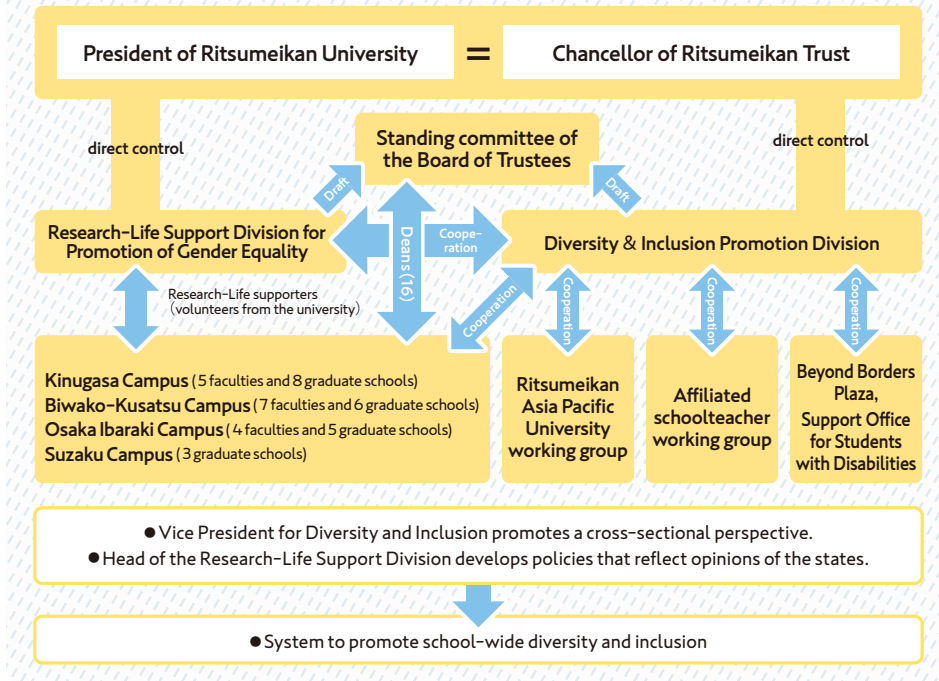 President of Ritsumeikan University
=
Chancellor of Ritsumeikan Trust
direct control
direct control
Standing committee of
the Board of Trustees
Draft
Draft
Research-Life Support Division for
Promotion of Gender Equality
Deans (16)
Coope-
ration
Diversity & Inclusion Promotion Division
Research-Life supporters
(volunteers from the university)
Cooperation
Cooperation
Cooperation
Cooperation
Kinugasa Campus (5 faculties and 8 graduate schools)
Biwako-Kusatsu Campus (7 faculties and 6 graduate schools)
Osaka Ibaraki Campus (4 faculties and 5 graduate schools)
Suzaku Campus (3 graduate schools)
Ritsumeikan
Asia Pacific
University
working group
Affiliated
schoolteacher
working group
Beyond Borders
Plaza,
Support Office
for Students
with Disabilities
● Vice President for Diversity and Inclusion promotes a cross-sectional perspective.
● Head of the Research-Life Support Division develops policies that reflect opinions of the states.
● System to promote school-wide diversity and inclusion